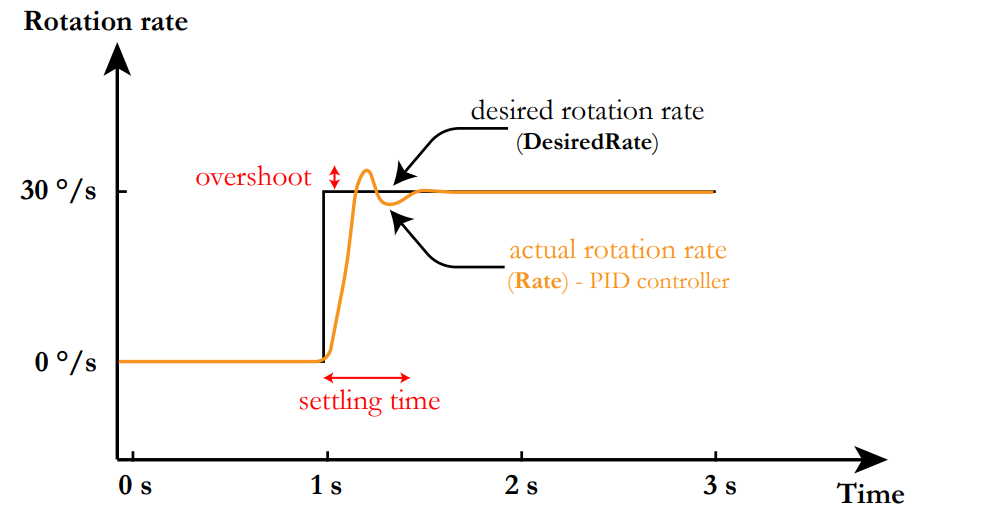 Rotation rate
desired rotation rate
(DesiredRate)
overshoot
30 °/s
actual rotation rate
(Rate) - PID controller
0 °/s
settling time
0 s
1 s
2 s
3 s
Time